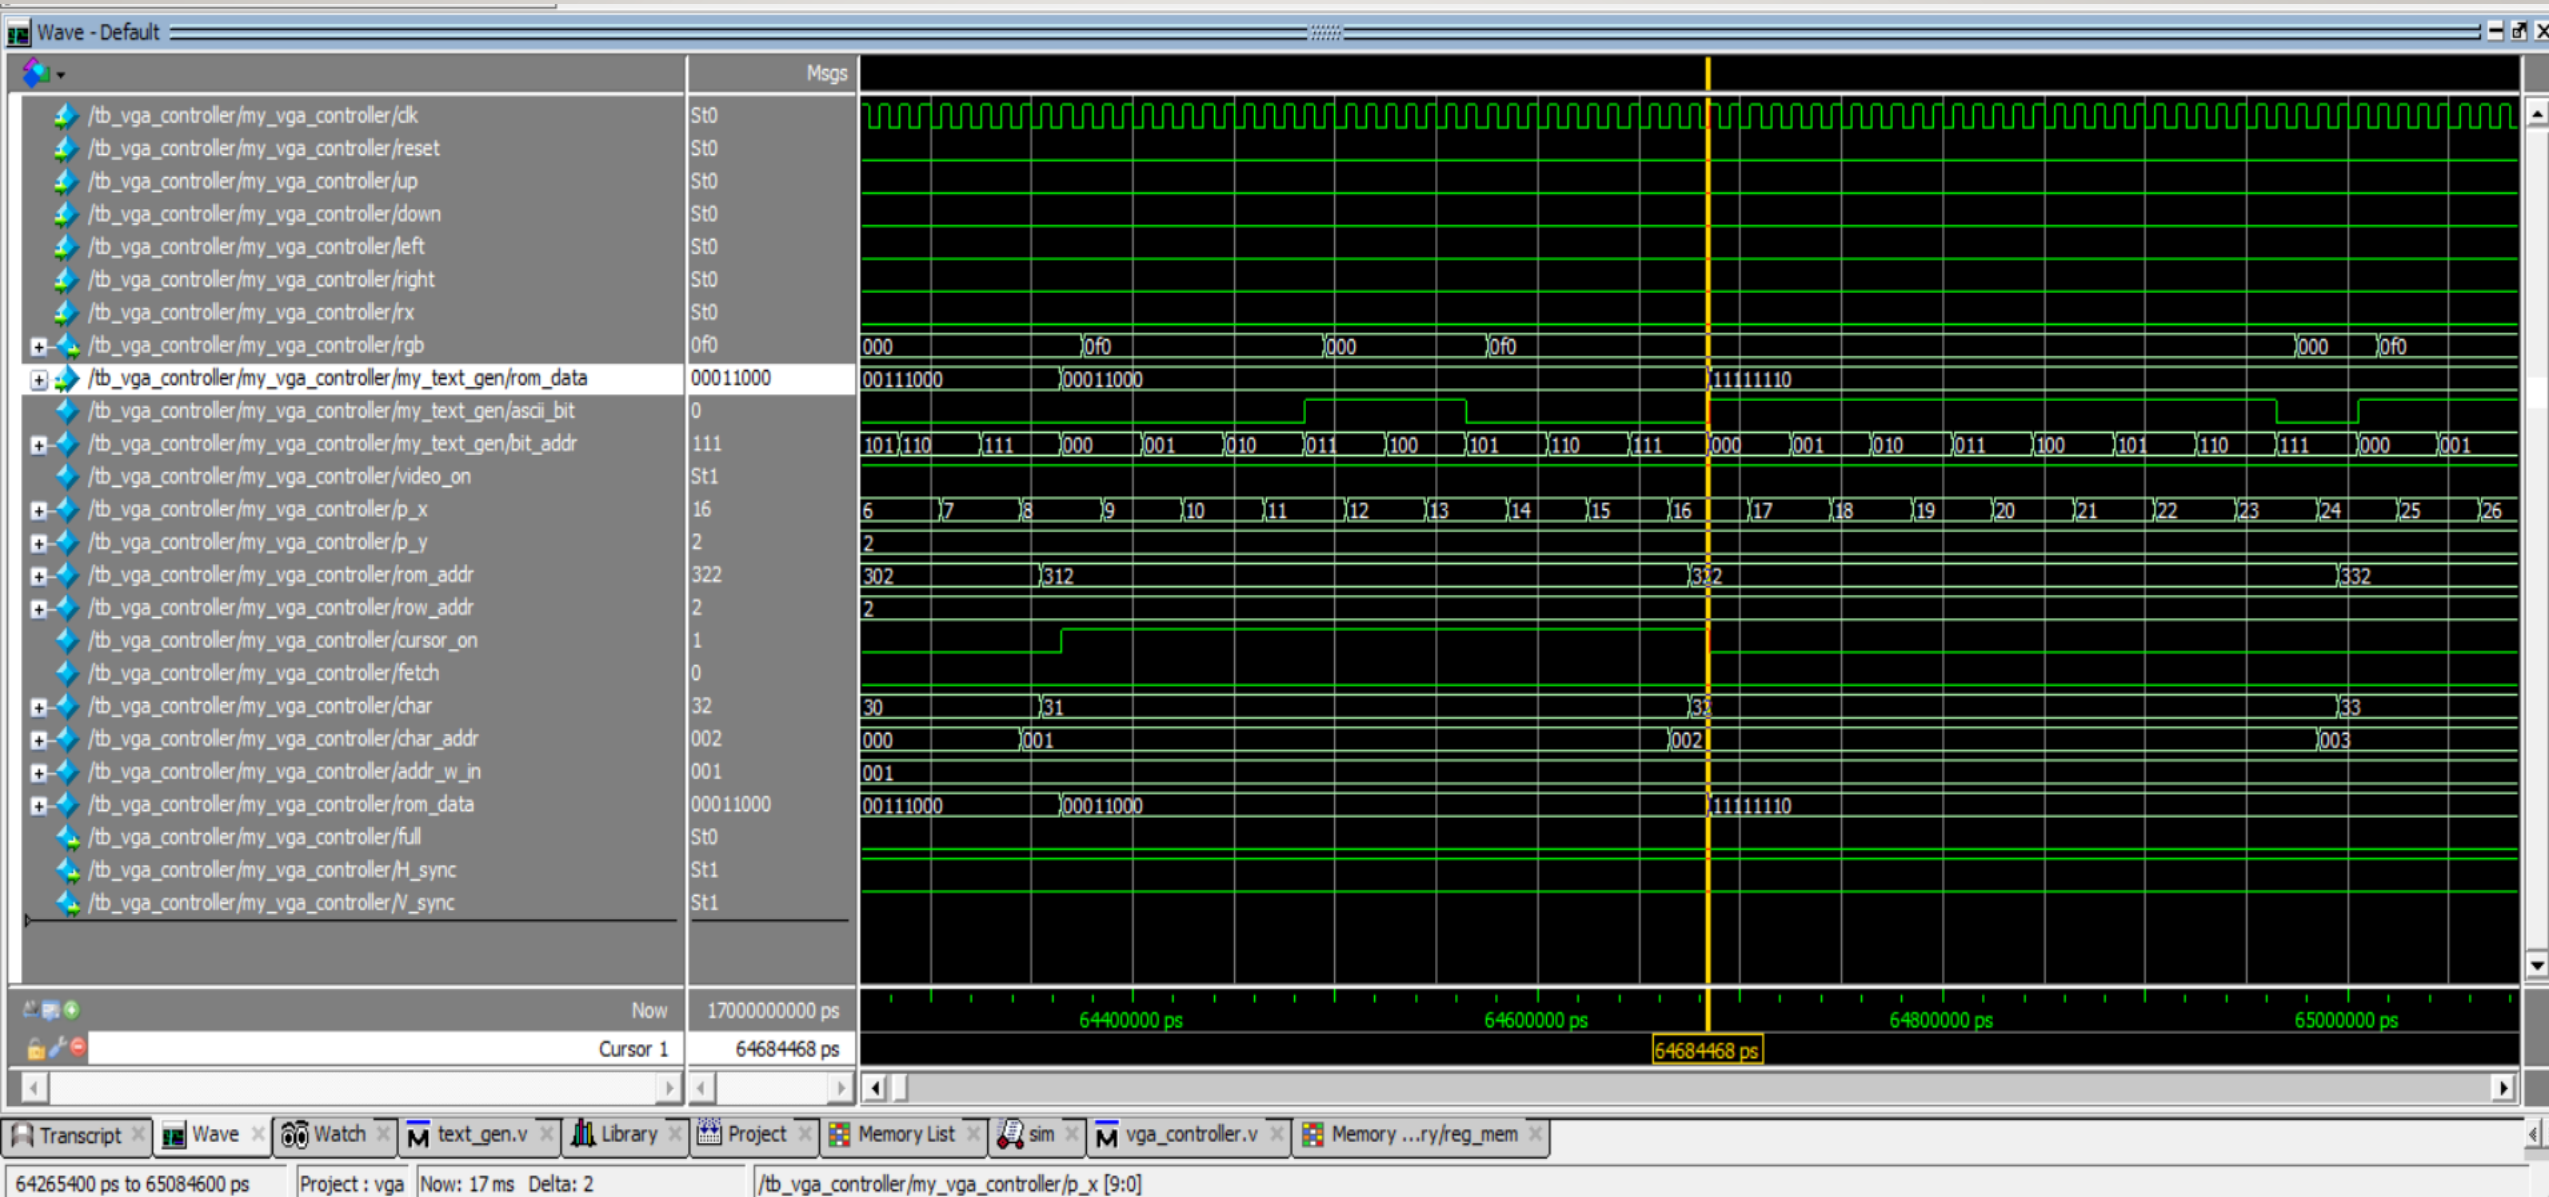 Wave - Default
Msgs
/tb_vga_controller/my_vga_controller/clk St0
/tb_vga_controller/my_vga_controller/reset St0
/tb_vga_controller/my_vga_controller/up St0
/tb_vga_controller/my_vga_controller/down St0
/tb_vga_controller/my_vga_controller/left St0
/tb_vga_controller/my_vga_controller/right St0
/tb_vga_controller/my_vga_controller/rx St0
/tb_vga_controller/my_vga_controller/rgb 0f0 000 0f0 000 0f0 000 0f0
/tb_vga_controller/my_vga_controller/my_text_gen/rom_data 00011000 00111000 00011000 11111110
/tb_vga_controller/my_vga_controller/my_text_gen/ascii_bit 0
/tb_vga_controller/my_vga_controller/my_text_gen/bit_addr 111 101 110 111 000 001 010 011 100 101 110 111 000 001 010 011 100 101 110 111 000 001
/tb_vga_controller/my_vga_controller/video_on St1
/tb_vga_controller/my_vga_controller/p_x 16 6 7 8 9 10 11 12 13 14 15 16 17 18 19 20 21 22 23 24 25 26
/tb_vga_controller/my_vga_controller/p_y 2 2
/tb_vga_controller/my_vga_controller/rom_addr 322 302 312 322 332
/tb_vga_controller/my_vga_controller/row_addr 2 2
/tb_vga_controller/my_vga_controller/cursor_on 1
/tb_vga_controller/my_vga_controller/fetch 0
/tb_vga_controller/my_vga_controller/char 32 30 31 32 33
/tb_vga_controller/my_vga_controller/char_addr 002 000 001 002 003
/tb_vga_controller/my_vga_controller/addr_w_in 001 001
/tb_vga_controller/my_vga_controller/rom_data 00011000 00111000 00011000 11111110
/tb_vga_controller/my_vga_controller/full St0
/tb_vga_controller/my_vga_controller/H_sync St1
/tb_vga_controller/my_vga_controller/V_sync St1
Now 17000000000 ps 64400000 ps 64600000 ps 64800000 ps 65000000 ps
Cursor 1 64684468 ps 64684468 ps
Transcript Wave Watch text_gen.v Library Project Memory List sim vga_controller.v Memory ...ry/reg_mem
64265400 ps to 65084600 ps Project : vga Now: 17 ms Delta: 2 /tb_vga_controller/my_vga_controller/p_x [9:0]